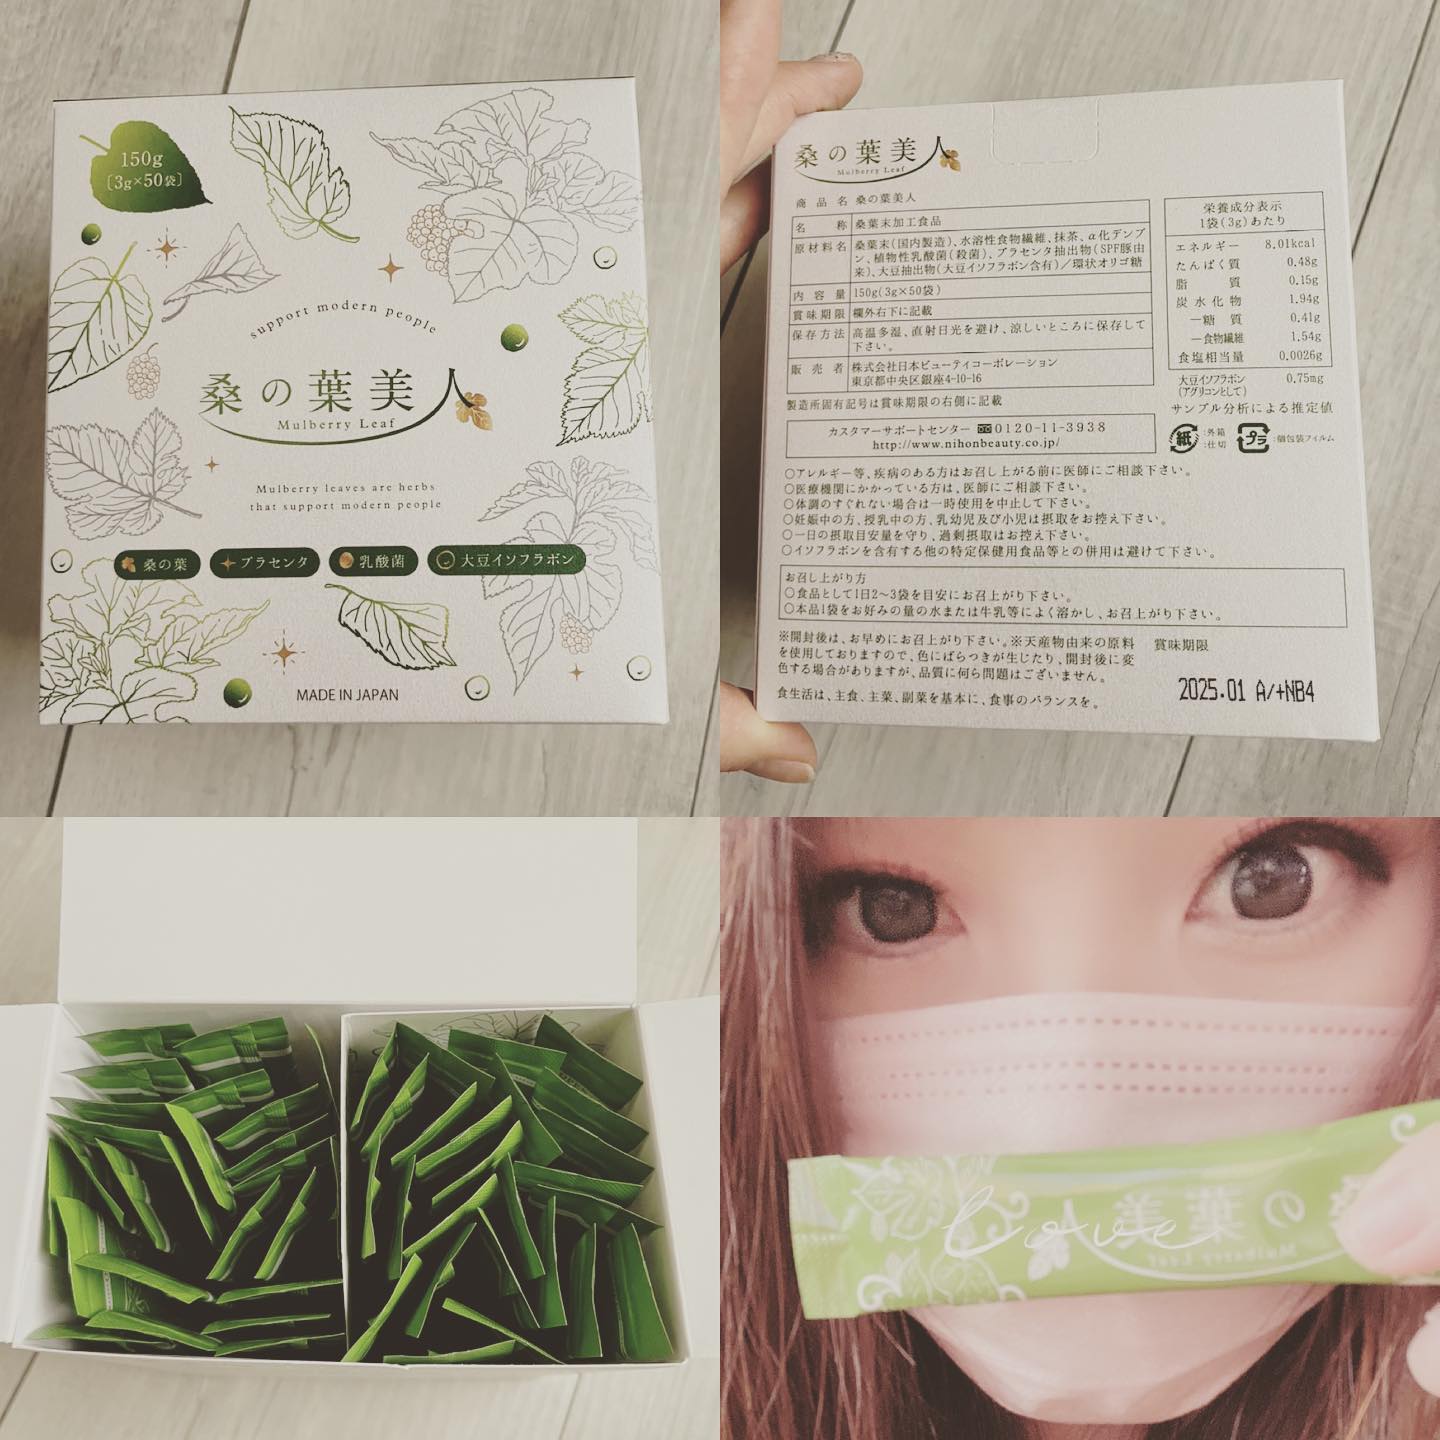 150g
〔3g×50袋〕
support modern people
桑の葉美人
Mulberry Leaf
Mulberry leaves are herbs
that support modern people
桑の葉 プラセンタ 乳酸菌 大豆イソフラボン
MADE IN JAPAN
桑の葉美人
Mulberry Leaf
商品名 桑の葉美人
名称 桑葉末加工食品
原材料名 桑葉末(国内製造)、水溶性食物繊維、抹茶、α化デンプ
ン、植物性乳酸菌(殺菌)、プラセンタ抽出物(SPF豚由
来)、大豆抽出物(大豆イソフラボン含有)/環状オリゴ糖
内容量 150g(3g×50袋)
賞味期限 欄外右下に記載
保存方法 高温多湿、直射日光を避け、涼しいところに保存して
下さい。
販売者 株式会社日本ビューティコーポレーション
東京都中央区銀座4-10-16
製造所固有記号は賞味期限の右側に記載
カスタマーサポートセンター 0120-11-3938
http://www.nihonbeauty.co.jp/
栄養成分表示
1袋(3g)あたり
エネルギー 8.01kcal
たんぱく質 0.48g
脂質 0.15g
炭水化物 1.94g
―糖質 0.41g
―食物繊維 1.54g
食塩相当量 0.0026g
大豆イソフラボン 0.75mg
(アグリコンとして)
サンプル分析による推定値
紙 :外箱
:仕切
プラ :個包装フィルム
○アレルギー等、疾病のある方はお召し上がる前に医師にご相談下さい。
○医療機関にかかっている方は、医師にご相談下さい。
○体調のすぐれない場合は一時使用を中止して下さい。
○妊娠中の方、授乳中の方、乳幼児及び小児は摂取をお控え下さい。
○一日の摂取目安量を守り、過剰摂取はお控え下さい。
○イソフラボンを含有する他の特定保健用食品等との併用は避けて下さい。
お召し上がり方
○食品として1日2～3袋を目安にお召上がり下さい。
○本品1袋をお好みの量の水または牛乳等によく溶かし、お召上がり下さい。
※開封後は、お早めにお召上がり下さい。※天産物由来の原料
を使用しておりますので、色にばらつきが生じたり、開封後に変
色する場合がありますが、品質に何ら問題はございません。
食生活は、主食、主菜、副菜を基本に、食事のバランスを。
賞味期限
2025.01 A/+NB4
桑の葉美人
Mulberry Leaf
love